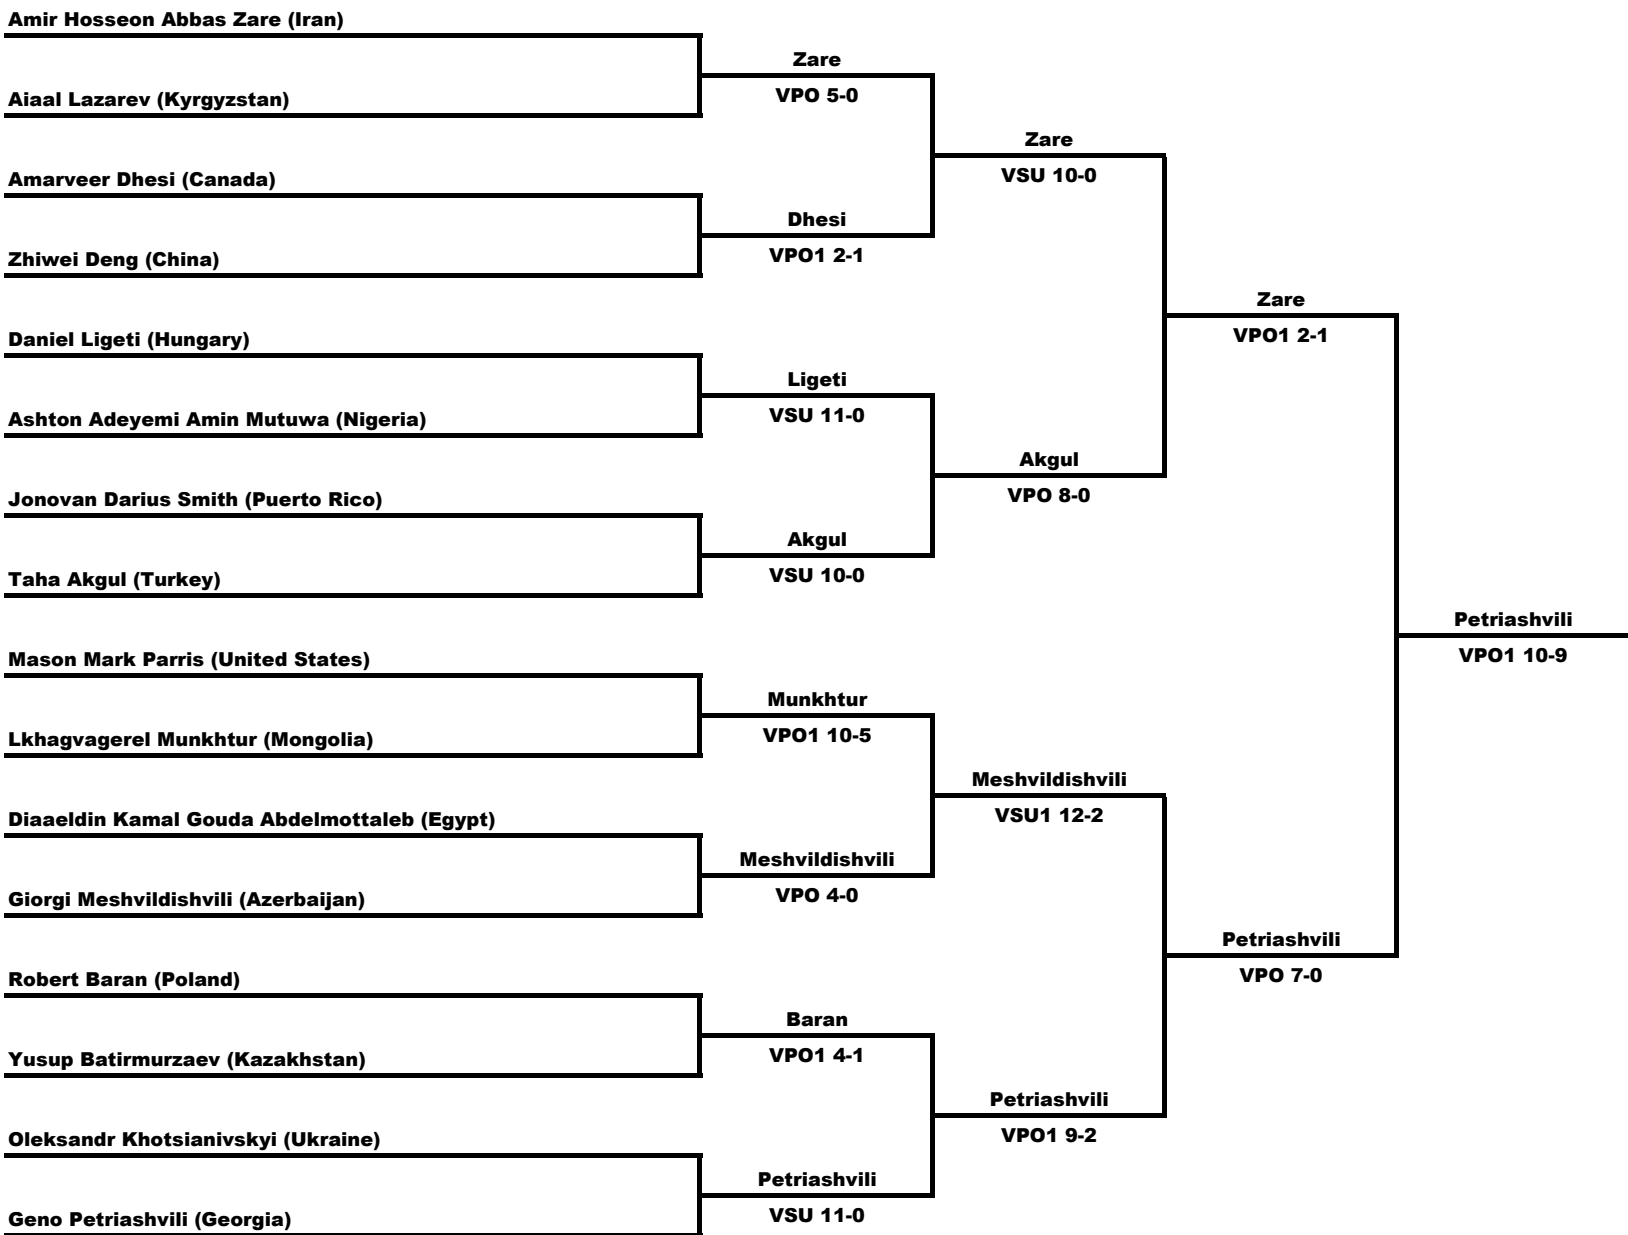 Amir Hosseon Abbas Zare (Iran)
Zare
VPO 5-0
Aiaal Lazarev (Kyrgyzstan)
Zare
VSU 10-0
Amarveer Dhesi (Canada)
Dhesi
VPO1 2-1
Zhiwei Deng (China)
Zare
VPO1 2-1
Daniel Ligeti (Hungary)
Ligeti
VSU 11-0
Ashton Adeyemi Amin Mutuwa (Nigeria)
Akgul
VPO 8-0
Jonovan Darius Smith (Puerto Rico)
Akgul
VSU 10-0
Taha Akgul (Turkey)
Petriashvili
VPO1 10-9
Mason Mark Parris (United States)
Munkhtur
VPO1 10-5
Lkhagvagerel Munkhtur (Mongolia)
Meshvildishvili
VSU1 12-2
Diaaeldin Kamal Gouda Abdelmottaleb (Egypt)
Meshvildishvili
VPO 4-0
Giorgi Meshvildishvili (Azerbaijan)
Petriashvili
VPO 7-0
Robert Baran (Poland)
Baran
VPO1 4-1
Yusup Batirmurzaev (Kazakhstan)
Petriashvili
VPO1 9-2
Oleksandr Khotsianivskyi (Ukraine)
Petriashvili
VSU 11-0
Geno Petriashvili (Georgia)